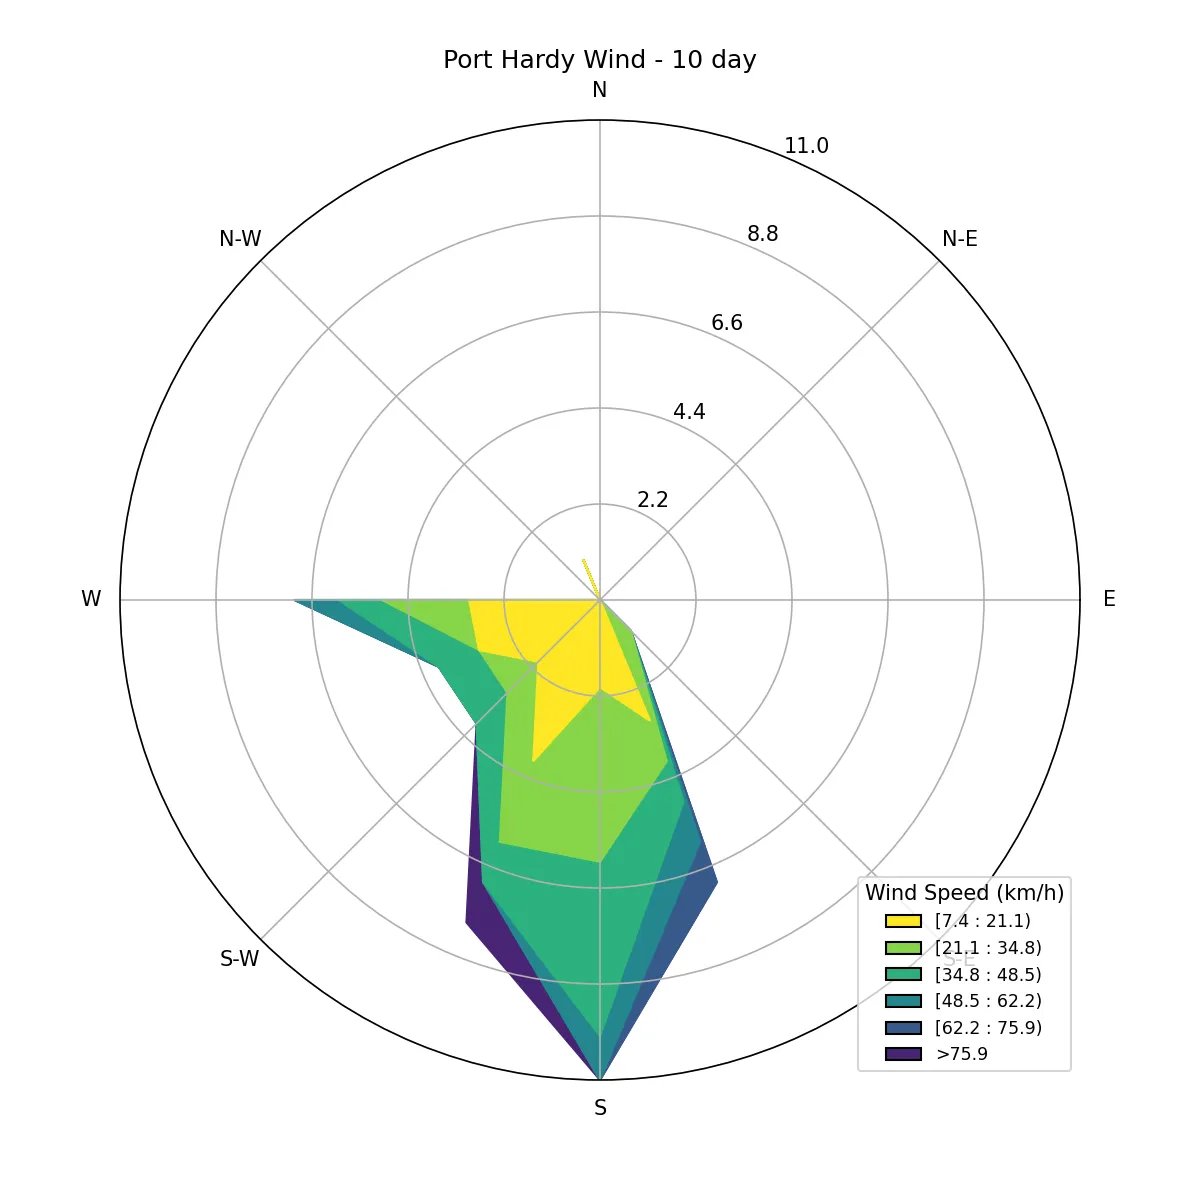 Port Hardy Wind - 10 day
N
11.0
N-W
8.8
N-E
6.6
4.4
2.2
W
E
Wind Speed (km/h)
[7.4 : 21.1)
[21.1 : 34.8)
S-W
S-E
[34.8 : 48.5)
[48.5 : 62.2)
[62.2 : 75.9)
>75.9
S